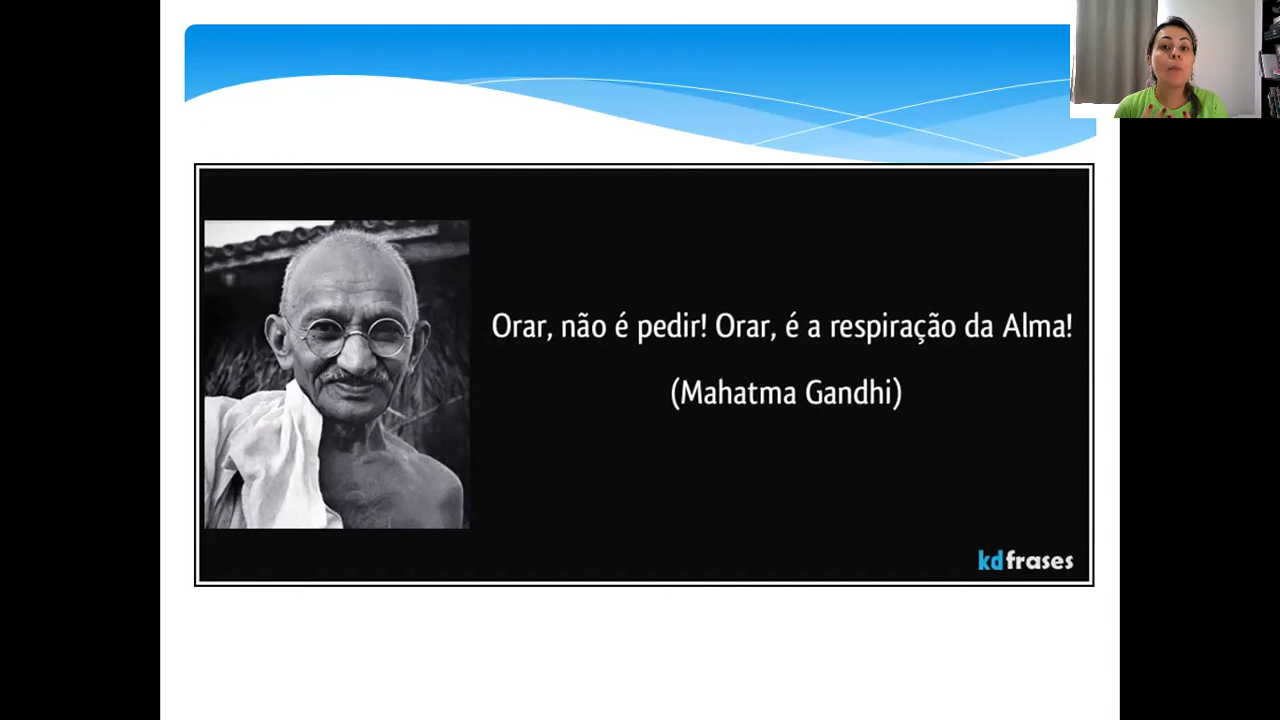 Orar, não é pedir! Orar, é a respiração da Alma!
(Mahatma Gandhi)
kdfrases